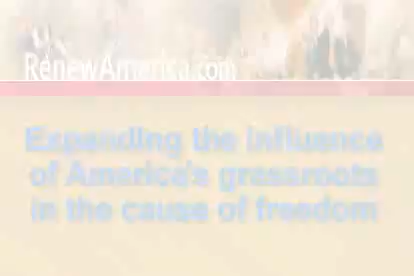 RenewAmerica.com
Expanding the influence
of America's grassroots
in the cause of freedom